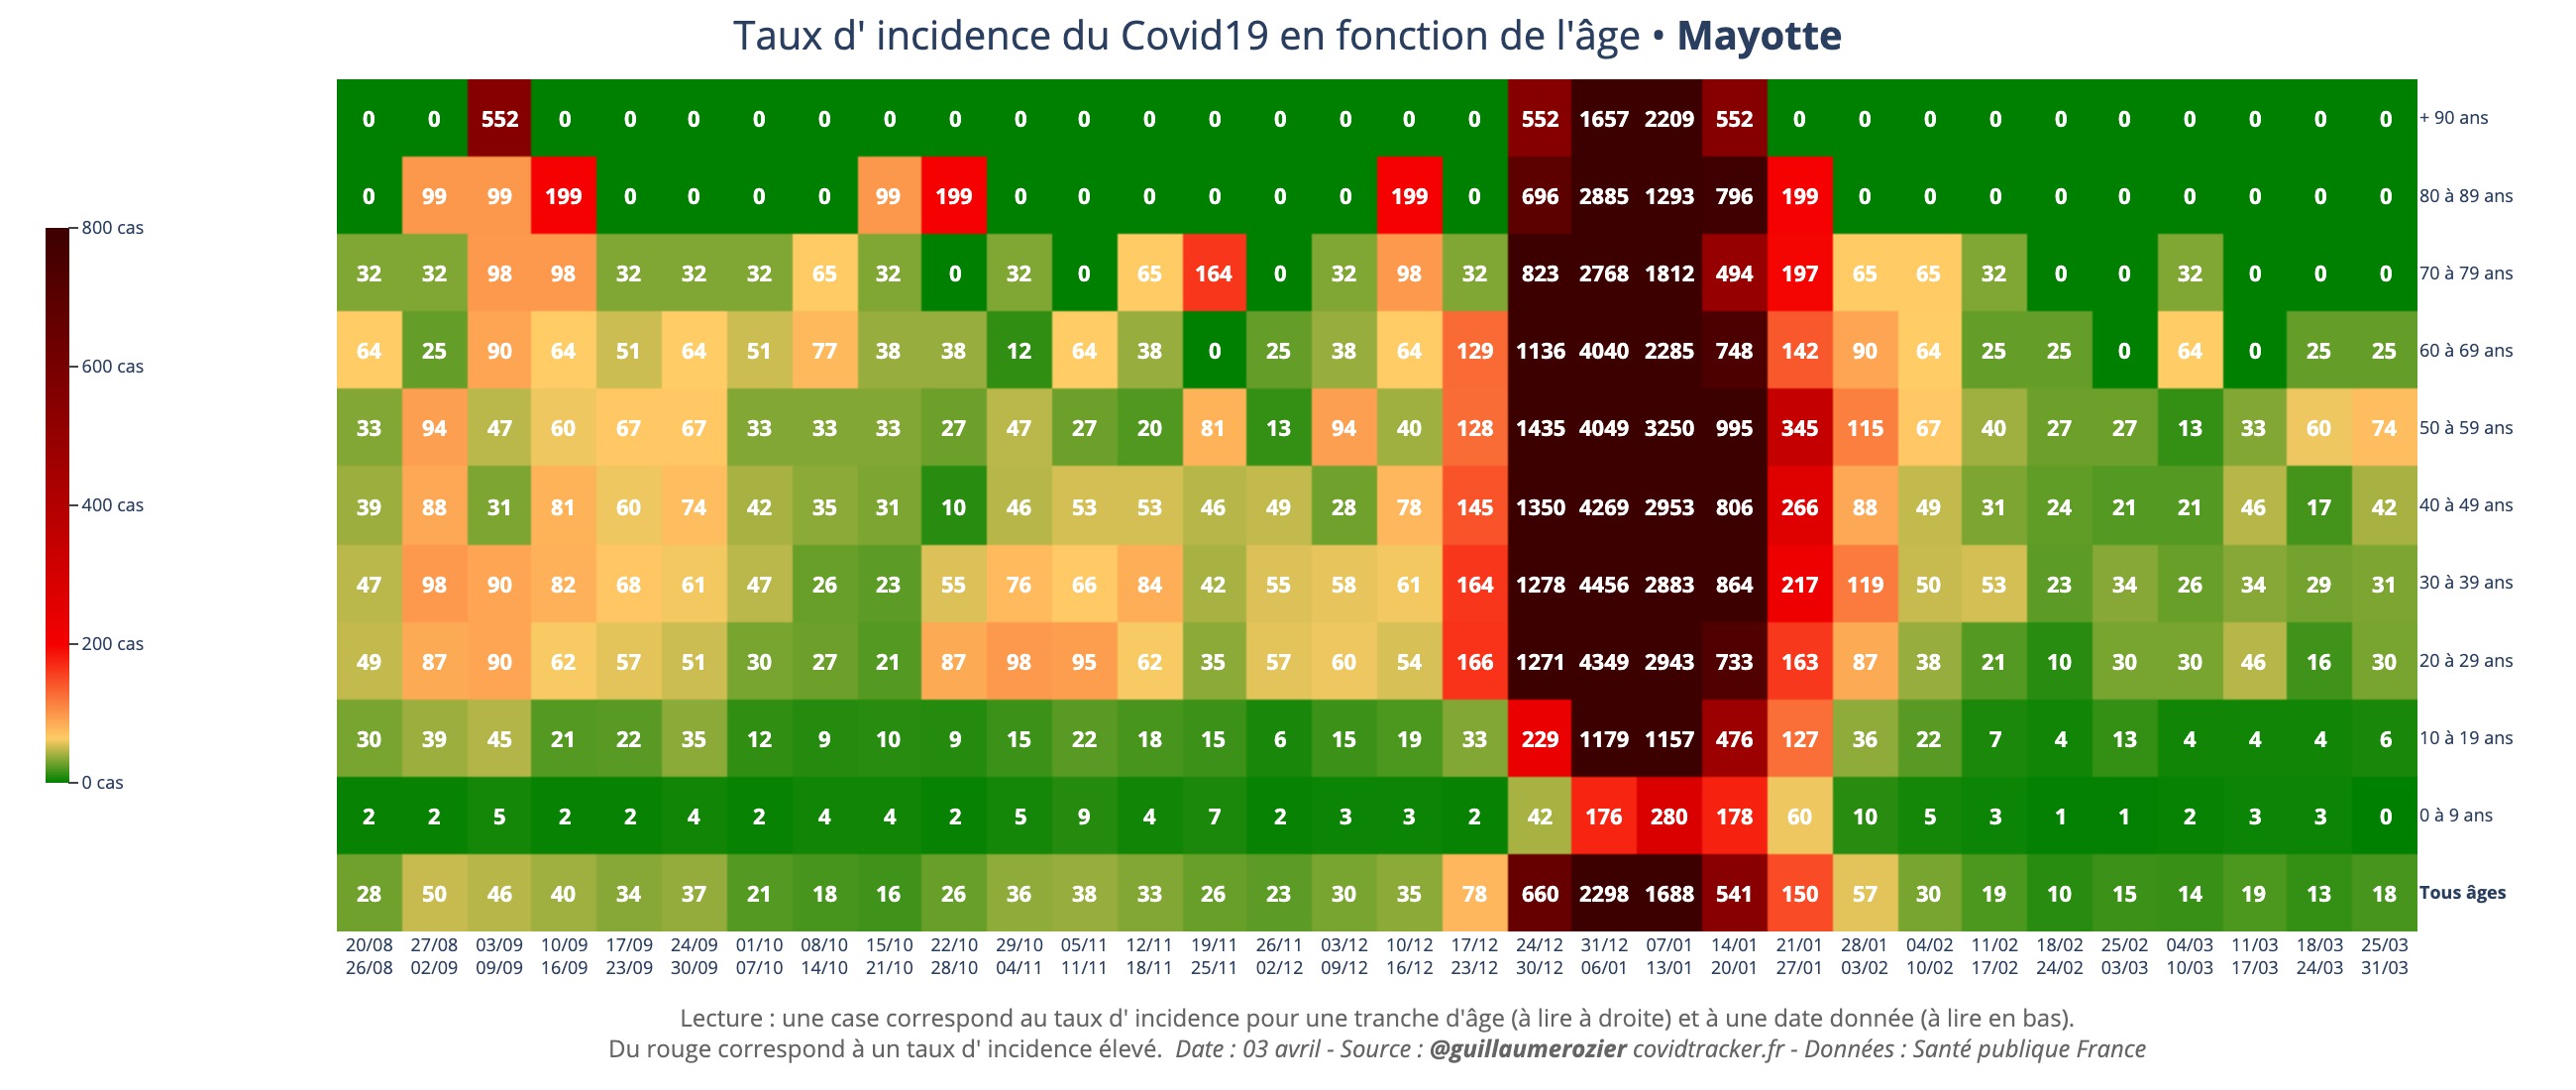 Taux d' incidence du Covid19 en fonction de l'âge • Mayotte
0 0 552 0 0 0 0 0 0 0 0 0 0 0 0 0 0 0 552 1657 2209 552 0 0 0 0 0 0 0 0 0 0 + 90 ans
0 99 99 199 0 0 0 0 99 199 0 0 0 0 0 0 199 0 696 2885 1293 796 199 0 0 0 0 0 0 0 0 0 80 à 89 ans
32 32 98 98 32 32 32 65 32 0 32 0 65 164 0 32 98 32 823 2768 1812 494 197 65 65 32 0 0 32 0 0 0 70 à 79 ans
64 25 90 64 51 64 51 77 38 38 12 64 38 0 25 38 64 129 1136 4040 2285 748 142 90 64 25 25 0 64 0 25 25 60 à 69 ans
33 94 47 60 67 67 33 33 33 27 47 27 20 81 13 94 40 128 1435 4049 3250 995 345 115 67 40 27 27 13 33 60 74 50 à 59 ans
39 88 31 81 60 74 42 35 31 10 46 53 53 46 49 28 78 145 1350 4269 2953 806 266 88 49 31 24 21 21 46 17 42 40 à 49 ans
47 98 90 82 68 61 47 26 23 55 76 66 84 42 55 58 61 164 1278 4456 2883 864 217 119 50 53 23 34 26 34 29 31 30 à 39 ans
49 87 90 62 57 51 30 27 21 87 98 95 62 35 57 60 54 166 1271 4349 2943 733 163 87 38 21 10 30 30 46 16 30 20 à 29 ans
30 39 45 21 22 35 12 9 10 9 15 22 18 15 6 15 19 33 229 1179 1157 476 127 36 22 7 4 13 4 4 4 6 10 à 19 ans
2 2 5 2 2 4 2 4 4 2 5 9 4 7 2 3 3 2 42 176 280 178 60 10 5 3 1 1 2 3 3 0 0 à 9 ans
28 50 46 40 34 37 21 18 16 26 36 38 33 26 23 30 35 78 660 2298 1688 541 150 57 30 19 10 15 14 19 13 18 Tous âges
20/08 27/08 03/09 10/09 17/09 24/09 01/10 08/10 15/10 22/10 29/10 05/11 12/11 19/11 26/11 03/12 10/12 17/12 24/12 31/12 07/01 14/01 21/01 28/01 04/02 11/02 18/02 25/02 04/03 11/03 18/03 25/03
26/08 02/09 09/09 16/09 23/09 30/09 07/10 14/10 21/10 28/10 04/11 11/11 18/11 25/11 02/12 09/12 16/12 23/12 30/12 06/01 13/01 20/01 27/01 03/02 10/02 17/02 24/02 03/03 10/03 17/03 24/03 31/03
800 cas
600 cas
400 cas
200 cas
0 cas
Lecture : une case correspond au taux d' incidence pour une tranche d'âge (à lire à droite) et à une date donnée (à lire en bas).
Du rouge correspond à un taux d' incidence élevé. Date : 03 avril - Source : @guillaumerozier covidtracker.fr - Données : Santé publique France